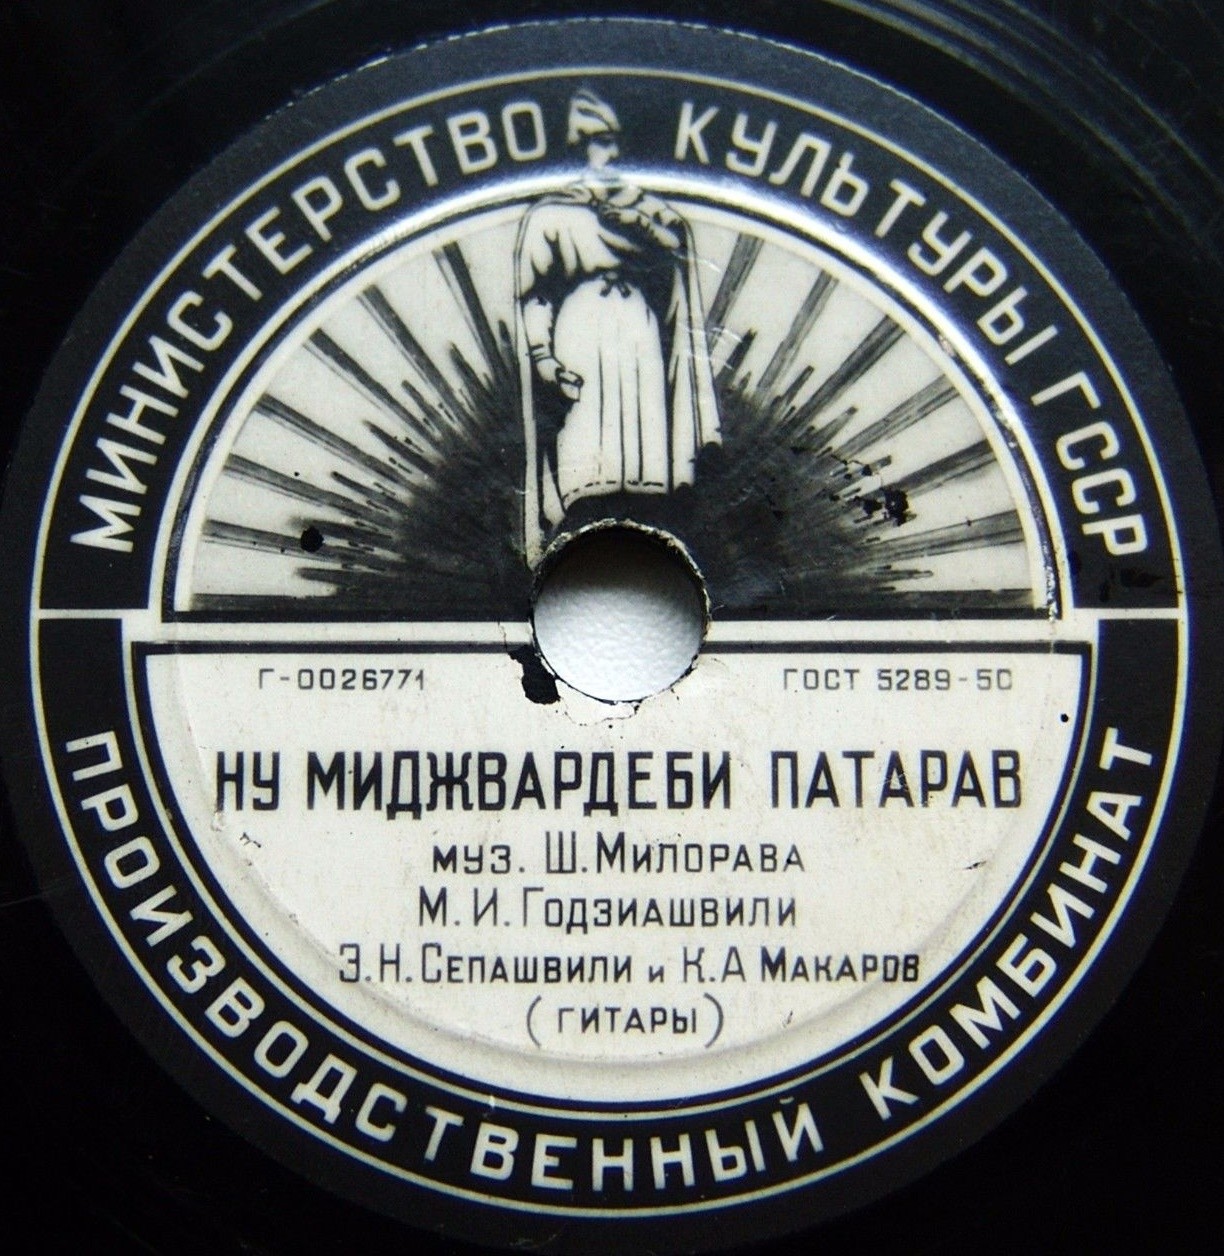 МИНИСТЕРСТВО КУЛЬТУРЫ ГССР
Г-0026771
ГОСТ 5289-50
НУ МИДЖВАРДЕБИ ПАТАРАВ
муз. Ш. Милорава
М. И. Годзиашвили
Э. Н. Сепашвили и К. А Макаров
(гитары)
ПРОИЗВОДСТВЕННЫЙ КОМБИНАТ